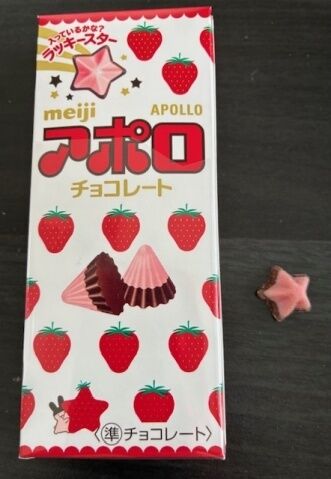 入っているかな?
ラッキースター
meiji
APOLLO
アポロ
チョコレート
〈準チョコレート〉